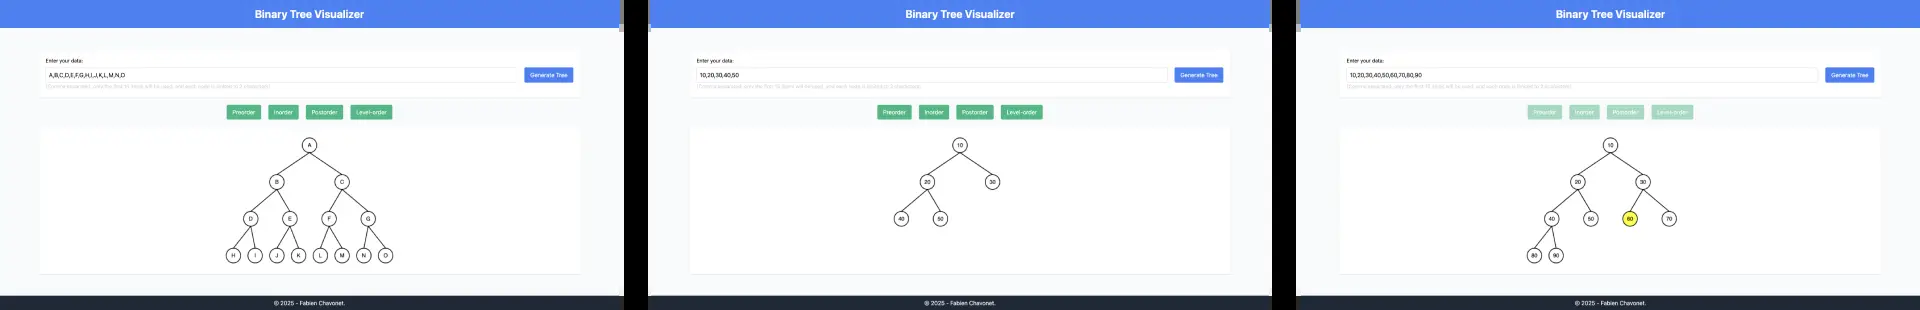 Binary Tree Visualizer
Enter your data:
A,B,C,D,E,F,G,H,I,J,K,L,M,N,O
Generate Tree
Preorder Inorder Postorder Level-order
A
B C
D E F G
H I J K L M N O
© 2025 - Fabien Chavonet.
Binary Tree Visualizer
Enter your data:
10,20,30,40,50
Generate Tree
Preorder Inorder Postorder Level-order
10
20 30
40 50
© 2025 - Fabien Chavonet.
Binary Tree Visualizer
Enter your data:
10,20,30,40,50,60,70,80,90
Generate Tree
Preorder Inorder Postorder Level-order
10
20 30
40 50 60 70
80 90
© 2025 - Fabien Chavonet.